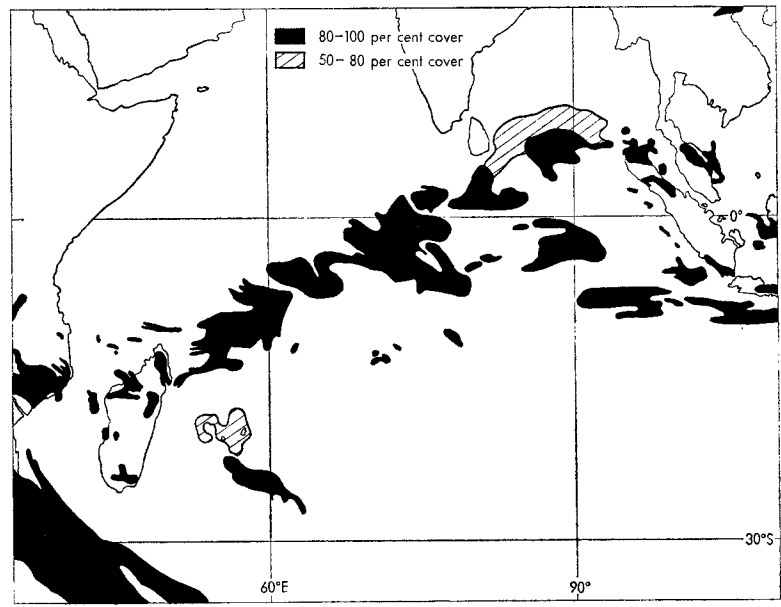 80–100 per cent cover
50– 80 per cent cover
0°
30°S
60°E
90°